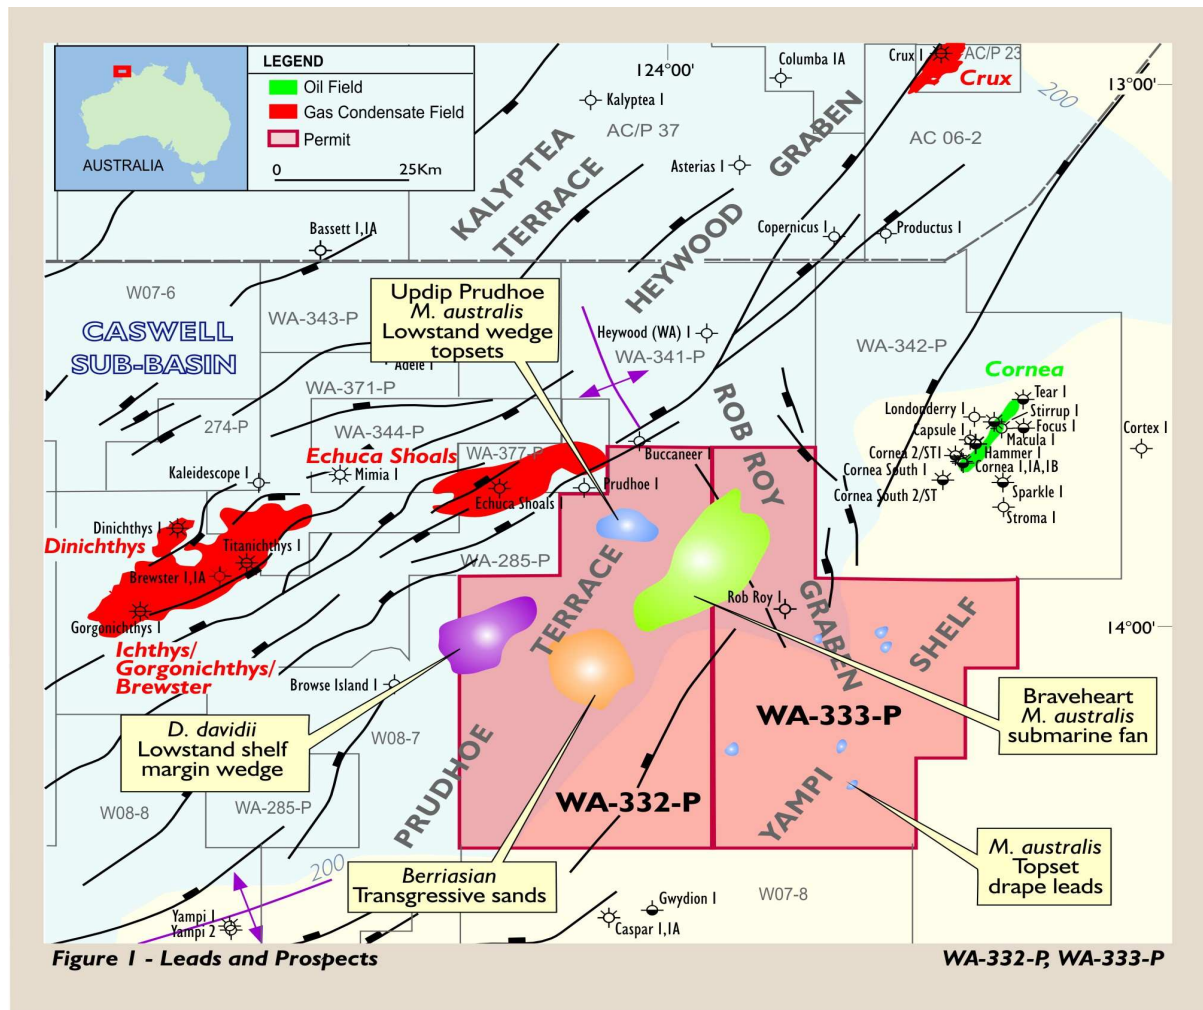 LEGEND
Oil Field
Gas Condensate Field
Permit
0 25Km
AUSTRALIA
124°00'
13°00'
14°00'
Columba 1A
Kalyptea 1
AC/P 37
Crux 1
AC/P 23
Crux
200
AC 06-2
KALYPTEA
TERRACE
HEYWOOD
GRABEN
Asterias 1
Bassett 1,1A
Copernicus 1
Productus 1
W07-6
CASWELL
SUB-BASIN
WA-343-P
Updip Prudhoe
M. australis
Lowstand wedge
topsets
Heywood (WA) 1
WA-341-P
WA-342-P
Adele 1
WA-371-P
274-P
WA-344-P
Echuca Shoals
WA-377-P
Echuca Shoals 1
Prudhoe 1
Buccaneer 1
ROB ROY
GRABEN
Cornea
Tear 1
Londonderry 1
Stirrup 1
Capsule 1
Focus 1
Macula 1
Cortex 1
Cornea 2/ST1
Hammer 1
Cornea South 1
Cornea 1,1A,1B
Cornea South 2/ST
Sparkle 1
Stroma 1
Kaleidescope 1
Mimia 1
Dinichthys 1
Dinichthys
Titanichthys 1
Brewster 1,1A
Gorgonichthys 1
Ichthys/
Gorgonichthys/
Brewster
WA-285-P
Browse Island 1
Rob Roy 1
PRUDHOE
TERRACE
YAMPI
SHELF
WA-333-P
WA-332-P
Braveheart
M. australis
submarine fan
D. davidii
Lowstand shelf
margin wedge
W08-7
W08-8
WA-285-P
200
Berriasian
Transgressive sands
M. australis
Topset
drape leads
W07-8
Yampi 1
Yampi 2
Gwydion 1
Caspar 1,1A
Figure 1 - Leads and Prospects
WA-332-P, WA-333-P